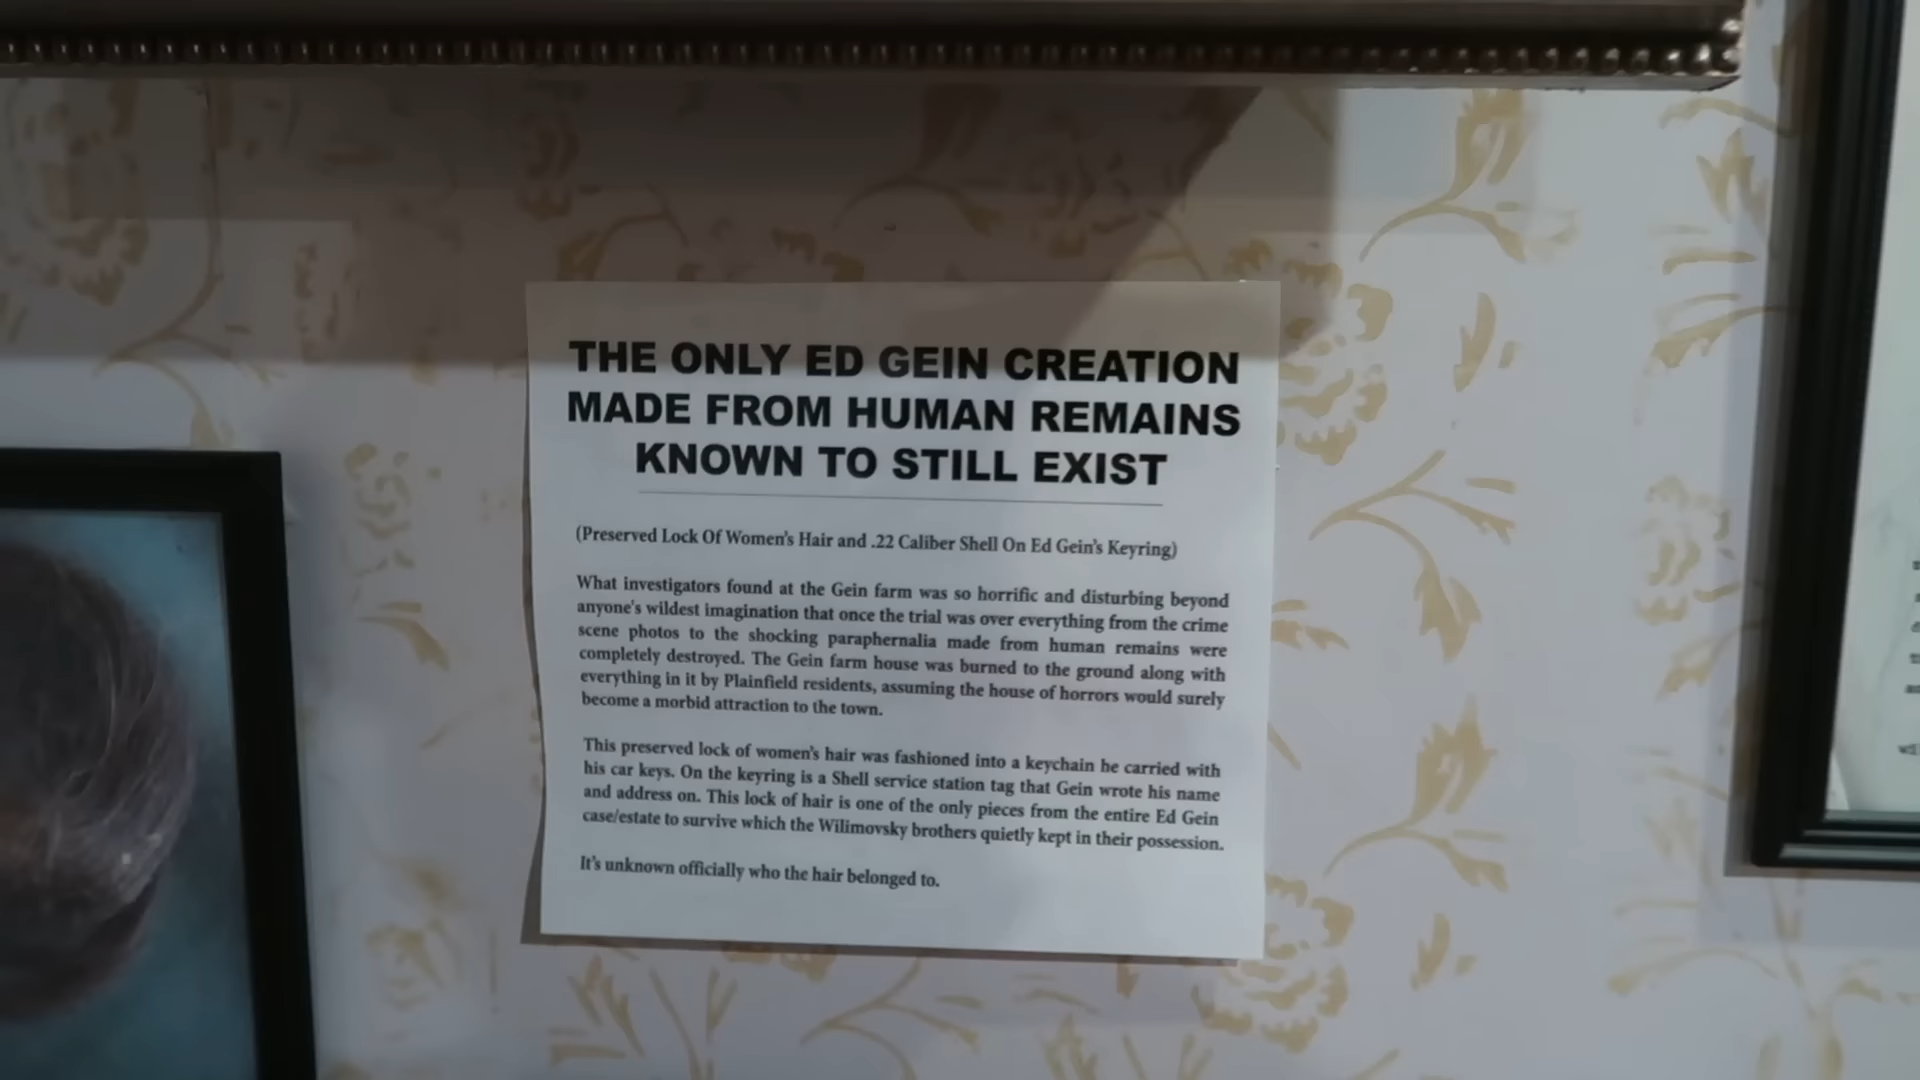 THE ONLY ED GEIN CREATION
MADE FROM HUMAN REMAINS
KNOWN TO STILL EXIST
(Preserved Lock Of Women's Hair and .22 Caliber Shell On Ed Gein's Keyring)
What investigators found at the Gein farm was so horrific and disturbing beyond
anyone's wildest imagination that once the trial was over everything from the crime
scene photos to the shocking paraphernalia made from human remains were
completely destroyed. The Gein farm house was burned to the ground along with
everything in it by Plainfield residents, assuming the house of horrors would surely
become a morbid attraction to the town.
This preserved lock of women's hair was fashioned into a keychain he carried with
his car keys. On the keyring is a Shell service station tag that Gein wrote his name
and address on. This lock of hair is one of the only pieces from the entire Ed Gein
case/estate to survive which the Wilimovsky brothers quietly kept in their possession.
It's unknown officially who the hair belonged to.